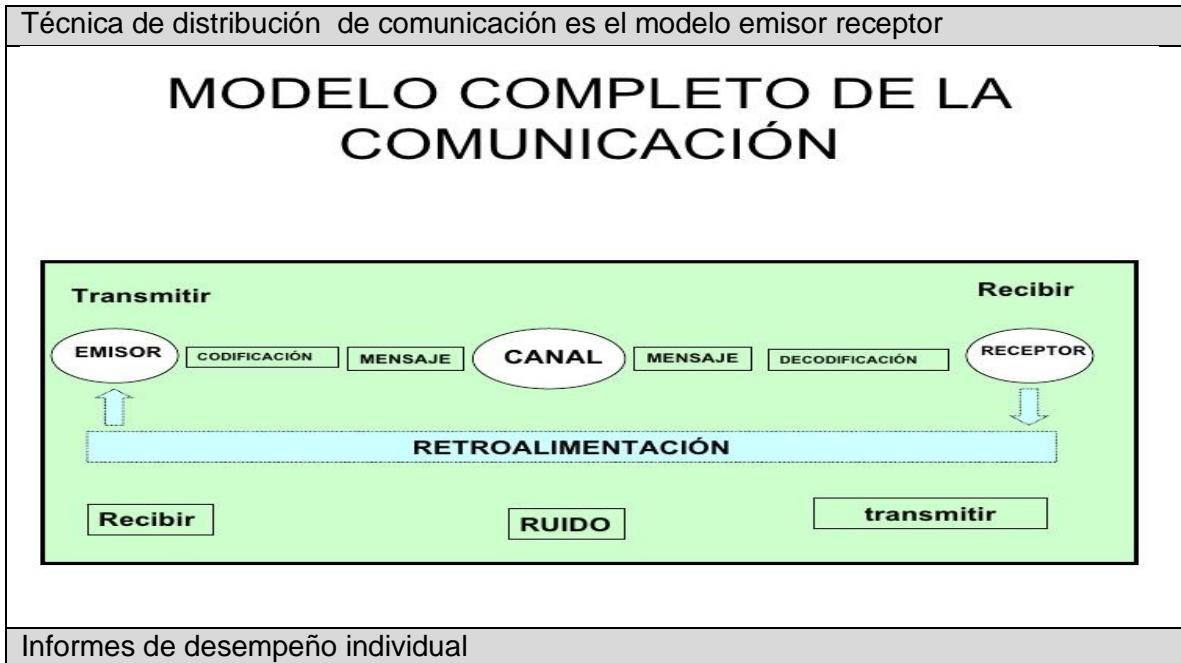 Técnica de distribución  de comunicación es el modelo emisor receptor
MODELO COMPLETO DE LA
COMUNICACIÓN
Transmitir
Recibir
EMISOR
CODIFICACIÓN
MENSAJE
CANAL
MENSAJE
DECODIFICACIÓN
RECEPTOR
RETROALIMENTACIÓN
Recibir
RUIDO
transmitir
Informes de desempeño individual